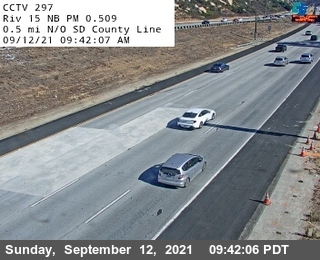 CCTV 297
Riv 15 NB PM 0.509
0.5 mi N/O SD County Line
09/12/21 09:42:07 AM
Sunday, September 12, 2021 09:42:06 PDT